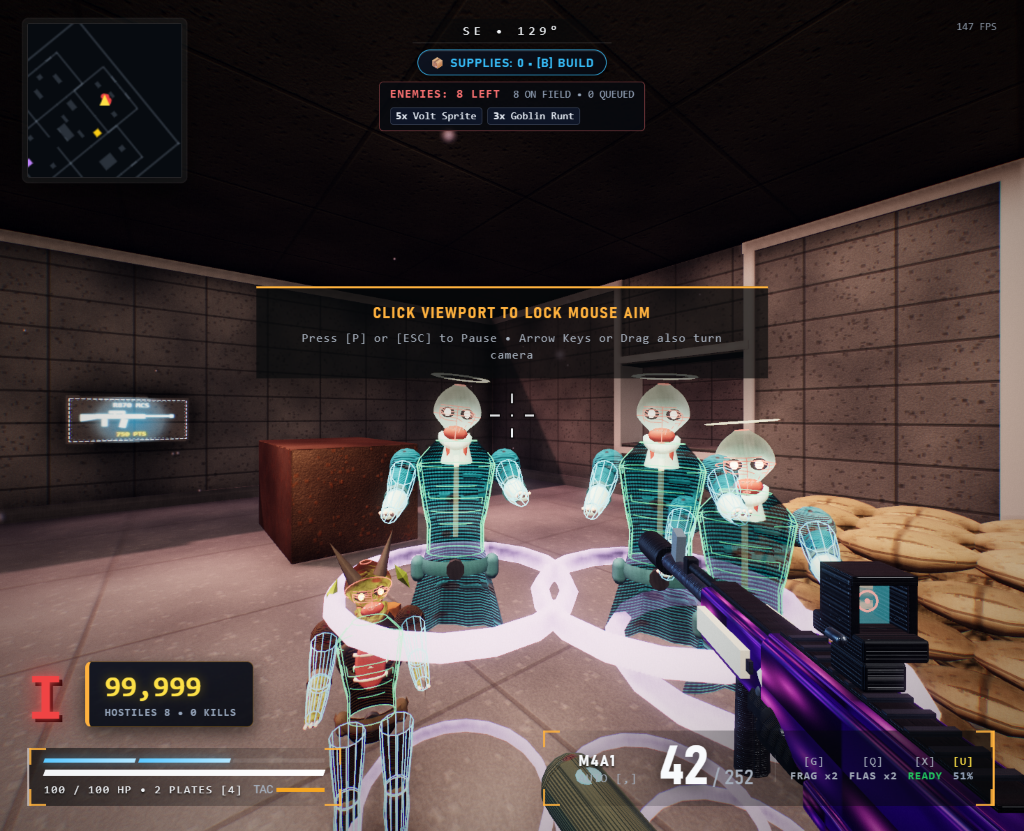 SE • 129°
147 FPS
📦 SUPPLIES: 0 • [B] BUILD
ENEMIES: 8 LEFT 8 ON FIELD • 0 QUEUED
5x Volt Sprite 3x Goblin Runt
CLICK VIEWPORT TO LOCK MOUSE AIM
Press [P] or [ESC] to Pause • Arrow Keys or Drag also turn
camera
750 PTS
I
99,999
HOSTILES 8 • 0 KILLS
100 / 100 HP • 2 PLATES [4] TAC
M4A1
[,]
42 / 252
[G] [Q] [X] [U]
FRAG x2 FLAS x2 READY 51%